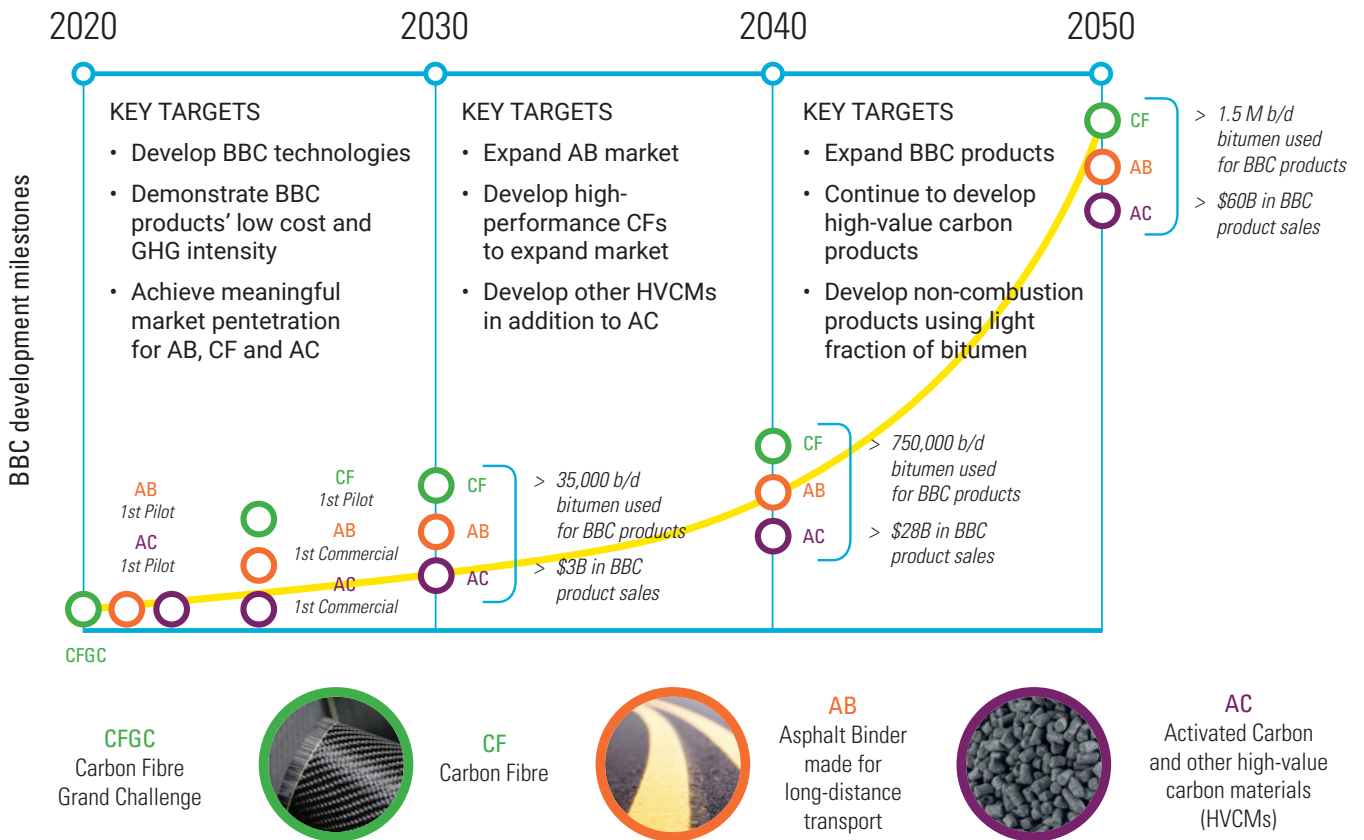 2020
2030
2040
2050
BBC development milestones
KEY TARGETS
• Develop BBC technologies
• Demonstrate BBC
products' low cost and
GHG intensity
• Achieve meaningful
market pentetration
for AB, CF and AC
KEY TARGETS
• Expand AB market
• Develop high-
performance CFs
to expand market
• Develop other HVCMs
in addition to AC
KEY TARGETS
• Expand BBC products
• Continue to develop
high-value carbon
products
• Develop non-combustion
products using light
fraction of bitumen
CF
AB
AC
> 1.5 M b/d
bitumen used
for BBC products
> $60B in BBC
product sales
AB
1st Pilot
AC
1st Pilot
CF
1st Pilot
AB
1st Commercial
AC
1st Commercial
CF
AB
AC
> 35,000 b/d
bitumen used
for BBC products
> $3B in BBC
product sales
CF
AB
AC
> 750,000 b/d
bitumen used
for BBC products
> $28B in BBC
product sales
CFGC
CFGC
Carbon Fibre
Grand Challenge
CF
Carbon Fibre
AB
Asphalt Binder
made for
long-distance
transport
AC
Activated Carbon
and other high-value
carbon materials
(HVCMs)